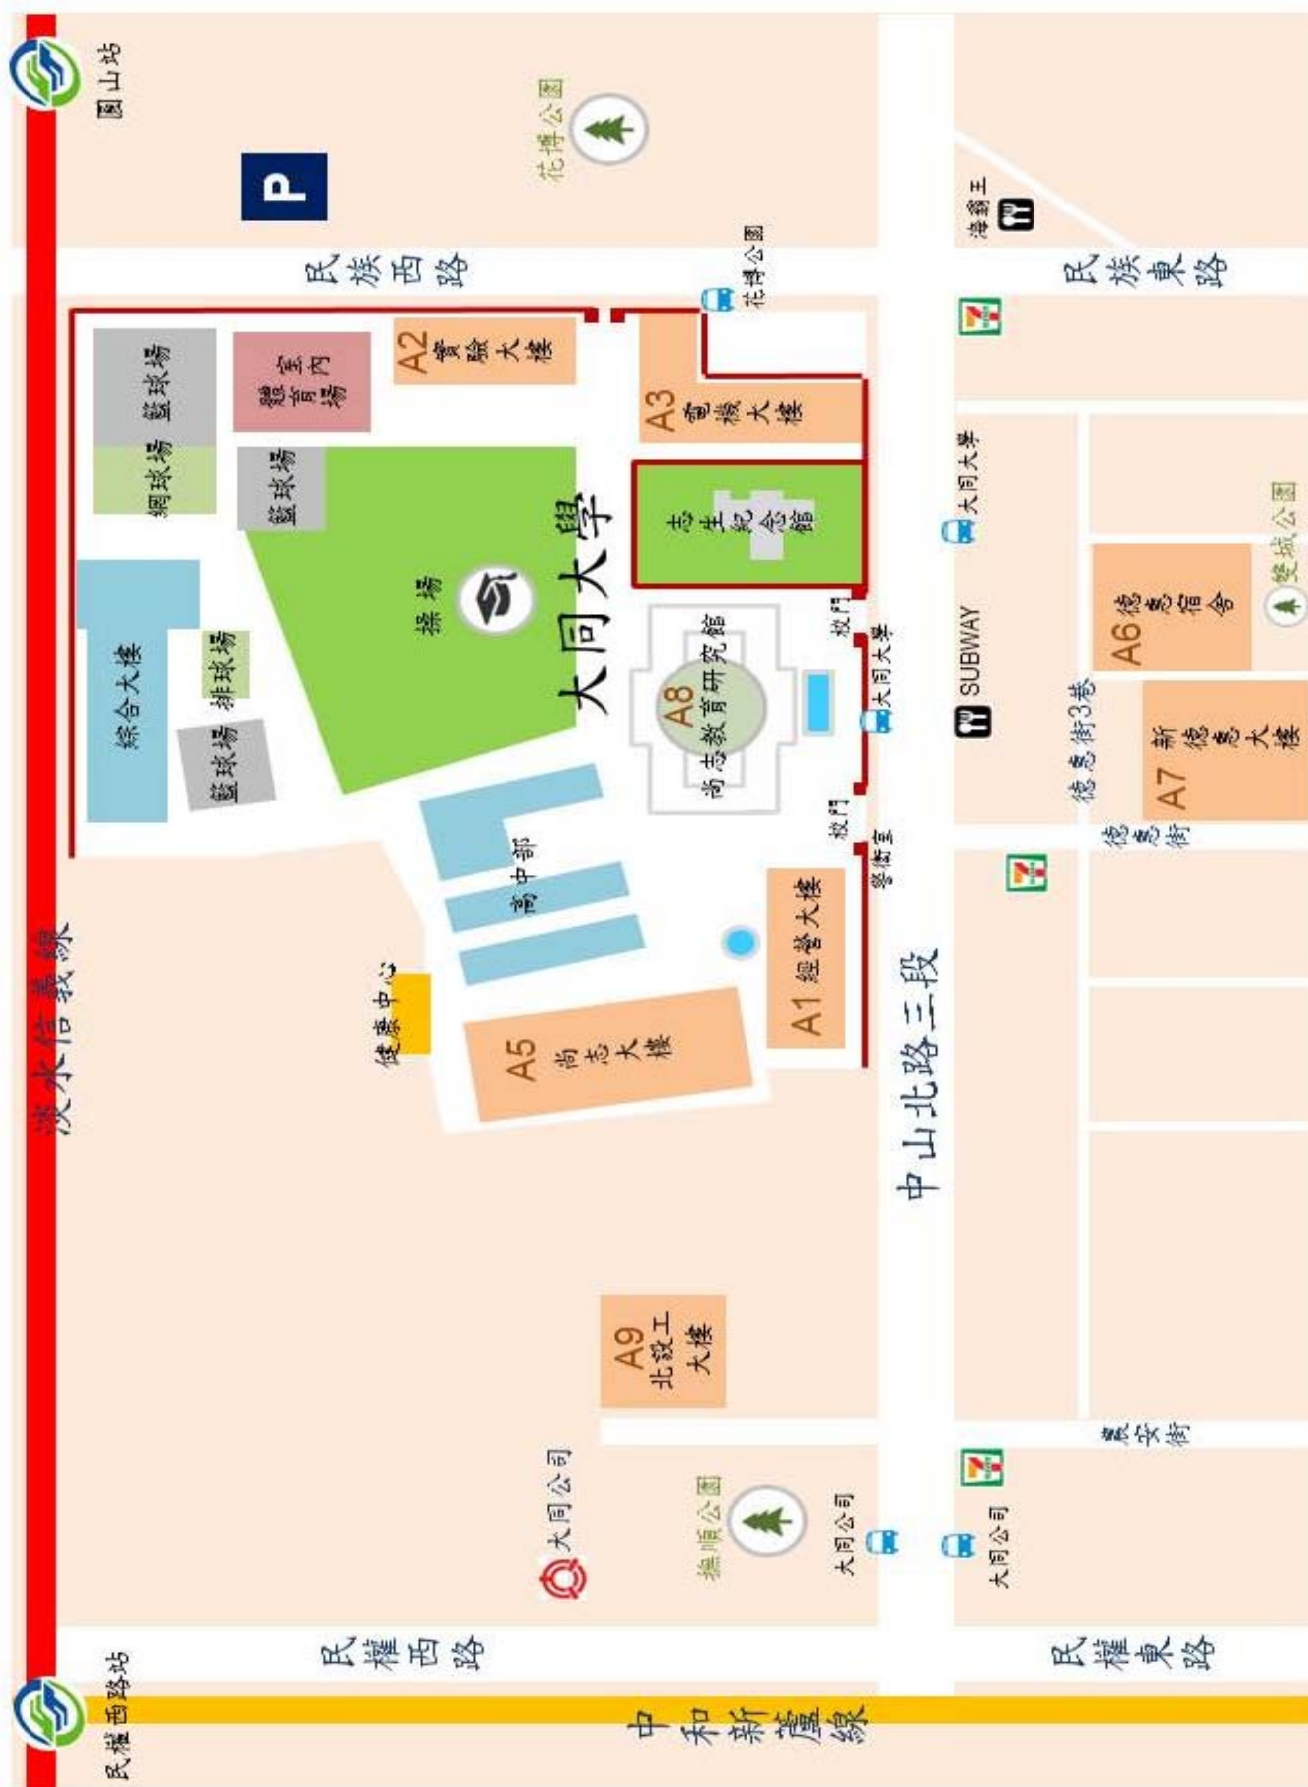 淡水信義線
民權西路站
圓山站
綜合大樓
網球場
籃球場
籃球場
排球場
籃球場
室內
體育場
P
民權西路
民族西路
健康中心
操場
A2
實驗大樓
A5
尚志大樓
高中部
大同公司
花博公園
大同大學
A9
北設工
大樓
中和新蘆線
A8
尚志教育研究館
A3
電機大樓
志生紀念館
撫順公園
花博公園
A1 經營大樓
校門
校門
大同公司
警衛室
大同大學
中山北路三段
SUBWAY
大同大學
海霸王
7
7
7
大同公司
民權東路
民族東路
德惠街3巷
農安街
德惠街
A6
德惠宿舍
A7
新德惠大樓
雙城公園